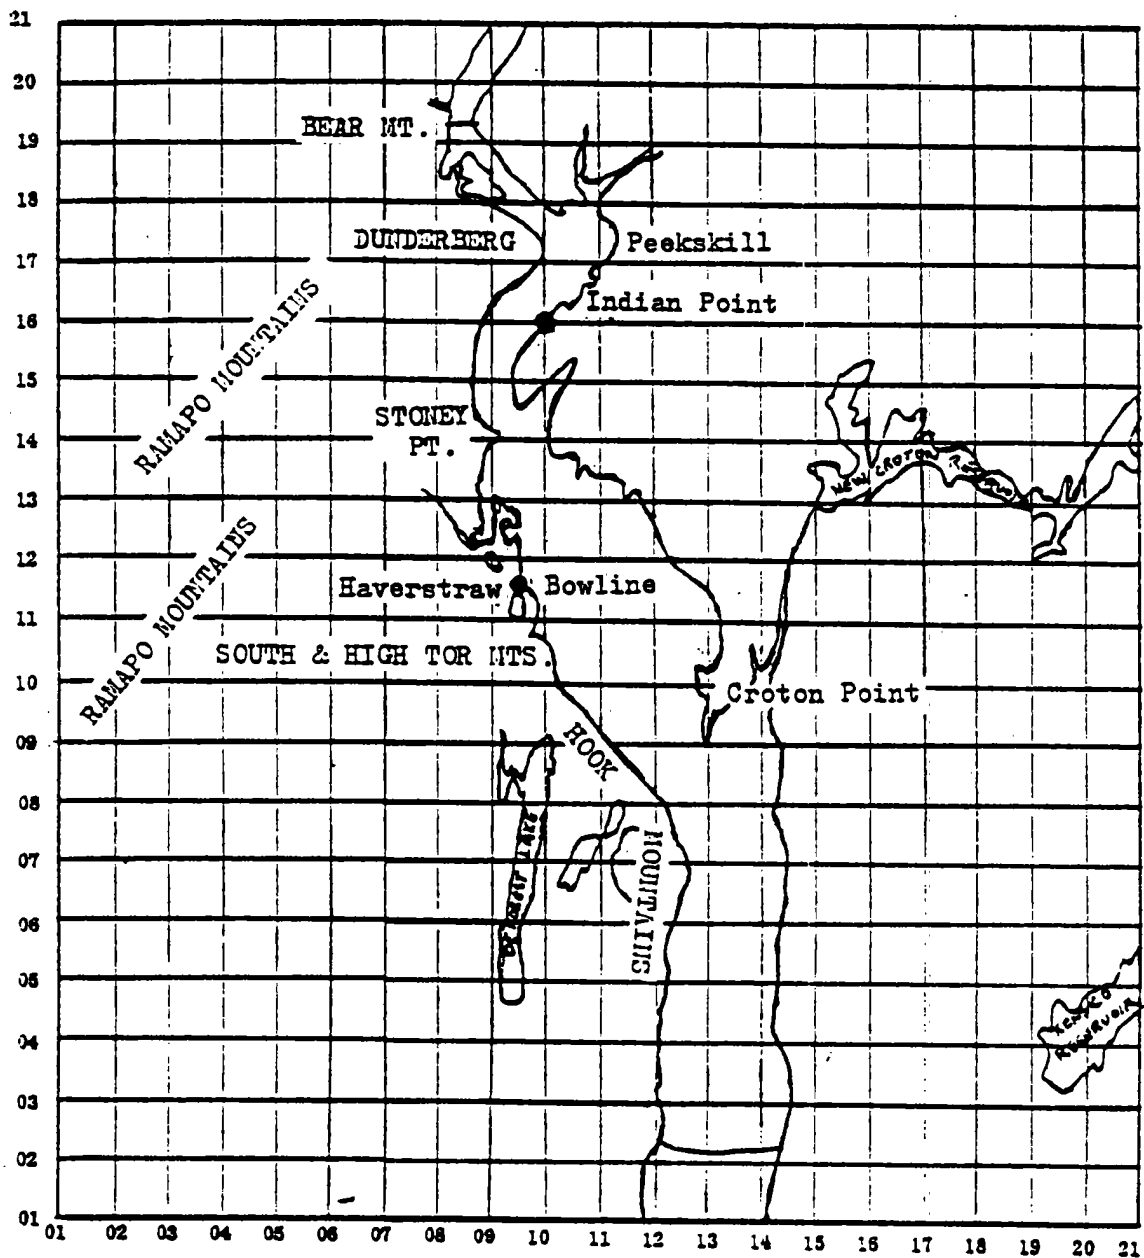 21
20
BEAR MT.
19
18
DUNDERBERG
Peekskill
17
RAMAPO MOUNTAINS
Indian Point
16
15
STONEY
PT.
14
NEW CROTON
13
RAMAPO MOUNTAINS
12
Haverstraw
Bowline
11
SOUTH & HIGH TOR MTS.
10
Croton Point
09
HOOK
MOUNTAINS
08
LAKE
07
06
05
RESERVOIR
04
03
02
01
01 02 03 04 05 06 07 08 09 10 11 12 13 14 15 16 17 18 19 20 21